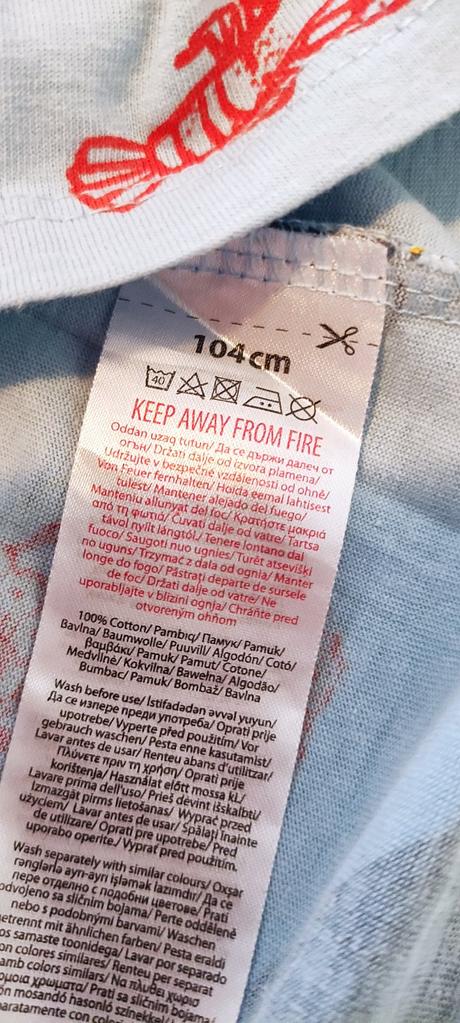 104cm
40
KEEP AWAY FROM FIRE
Oddan uzaq tutun/ Да се държи далеч от
огън/ Držati dalje od izvora plamena/
Udržujte v bezpečné vzdálenosti od ohně/
Von Feuer fernhalten/ Hoida eemal lahtisest
tulest/ Mantener alejado del fuego/
Manteniu allunyat del foc/ Κρατήστε μακριά
από τη φωτιά/ Čuvati dalje od vatre/ Tartsa
távol nyílt lángtól/ Tenere lontano dal
fuoco/ Saugoti nuo ugnies/ Turēt atsevišķi
no uguns/ Trzymać z dala od ognia/ Manter
longe do fogo/ Păstrați departe de sursele
de foc/ Držati dalje od vatre/ Ne
uporabljajte v bližini ognja/ Chráňte pred
otvoreným ohňom
100% Cotton/ Pambıq/ Памук/ Pamuk/
Bavlna/ Baumwolle/ Puuvill/ Algodón/ Cotó/
βαμβάκι/ Pamuk/ Pamut/ Cotone/
Medvilnė/ Kokvilna/ Bawełna/ Algodão/
Bumbac/ Pamuk/ Bombaž/ Bavlna
Wash before use/ İstifadədən əvvəl yuyun/
Да се изпере преди употреба/ Oprati prije
upotrebe/ Vyperte před použitím/ Vor
gebrauch waschen/ Pesta enne kasutamist/
Lavar antes de usar/ Renteu abans d'utilitzar/
Πλύνετε πριν τη χρήση/ Oprati prije
korištenja/ Használat előtt mossa ki/
Lavare prima dell'uso/ Prieš dėvint išskalbti/
Izmazgāt pirms lietošanas/ Wyprać przed
użyciem/ Lavar antes de usar/ Spălați înainte
de utilizare/ Oprati pre upotrebe/ Pred
uporabo operite/ Vyprať pred použitím.
Wash separately with similar colours/ Oxşar
rənglərlə ayrı-ayrı işləmək lazımdır/ Да се
пере отделно с подобни цветове/ Prati
odvojeno sa sličnim bojama/ Perte odděleně
nebo s podobnými barvami/ Waschen
getrennt mit ähnlichen farben/ Pesta eraldi
samaste toonidega/ Lavar por separado
colores similares/ Renteu per separat
amb colors similars/ Να πλυθεί χώρια
χρώματα/ Prati sa sličnim bojama
mosandó hasonló színekkel/